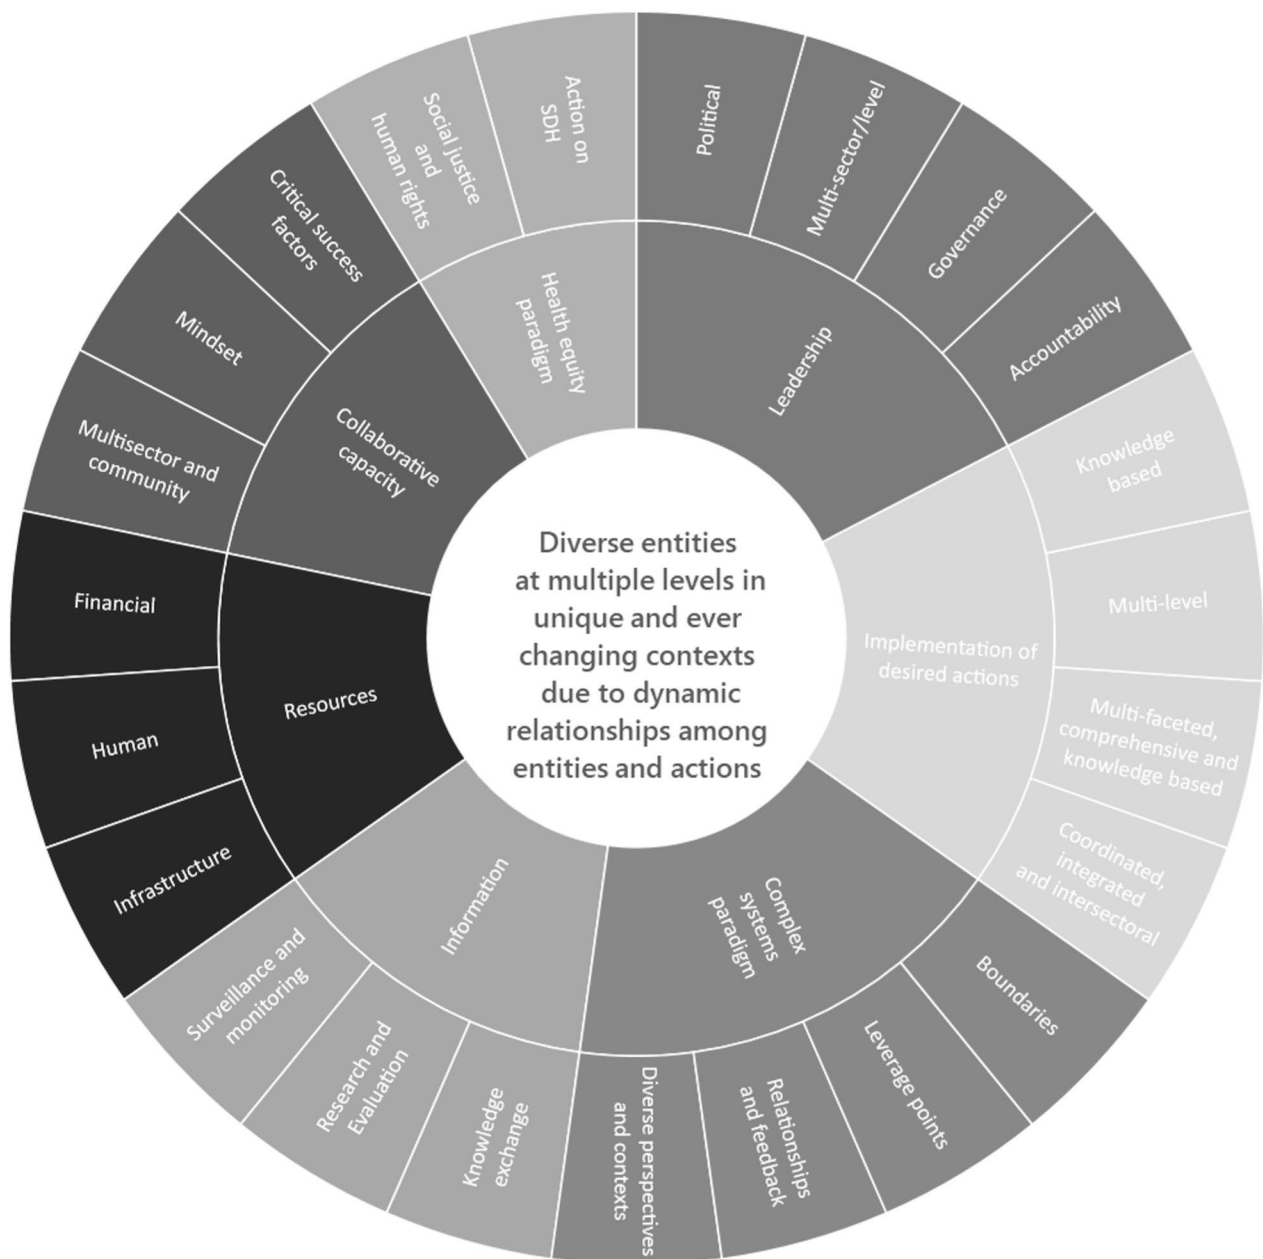 Action on
SDH
Social justice
and
human rights
Health equity
paradigm
Political
Multi-sector/level
Governance
Accountability
Leadership
Knowledge
based
Multi-level
Multi-faceted,
comprehensive and
knowledge based
Coordinated,
integrated
and intersectoral
Implementation of
desired actions
Boundaries
Leverage points
Relationships
and feedback
Diverse perspectives
and contexts
Complex
systems
paradigm
Knowledge
exchange
Research and
Evaluation
Surveillance and
monitoring
Information
Infrastructure
Human
Financial
Resources
Multisector and
community
Mindset
Critical success
factors
Collaborative
capacity
Diverse entities
at multiple levels in
unique and ever
changing contexts
due to dynamic
relationships among
entities and actions